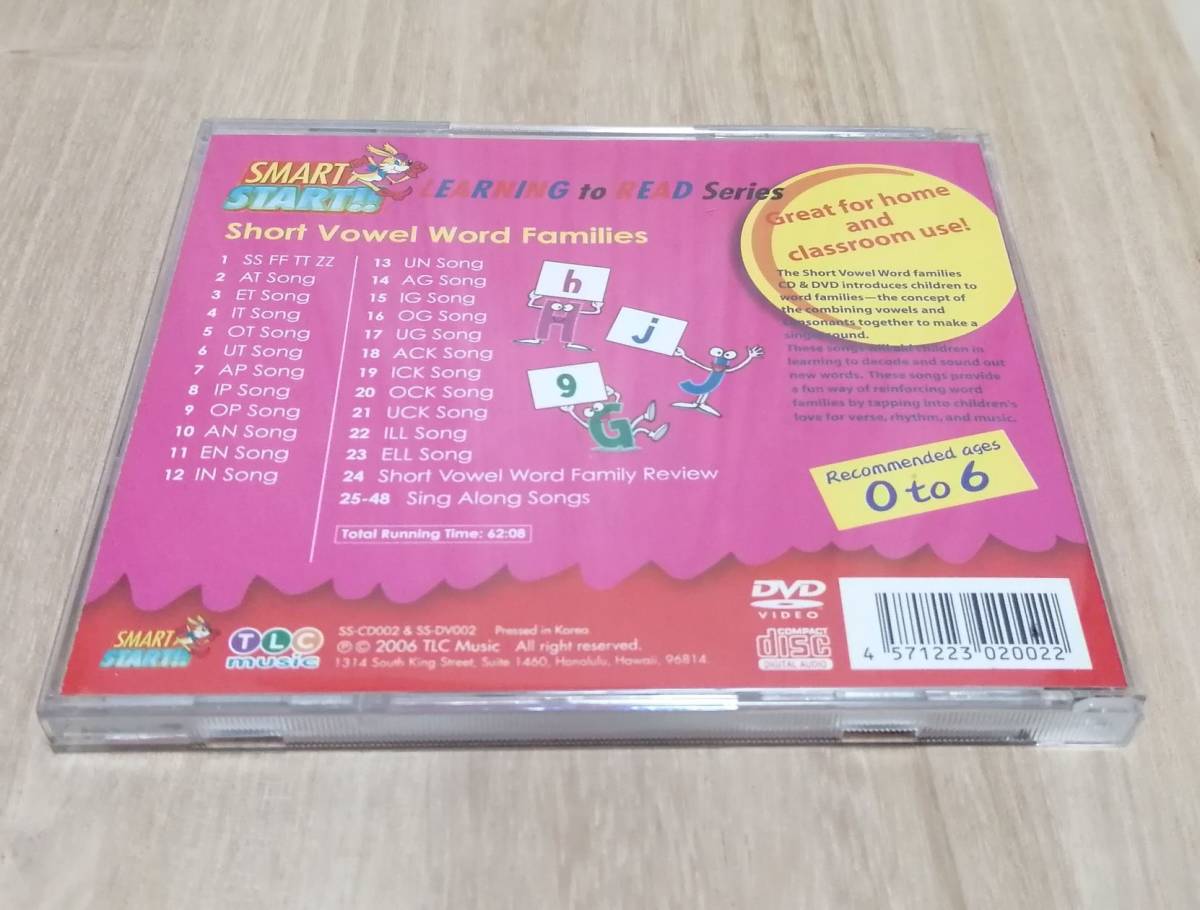 SMART START!!
LEARNING to READ Series
Short Vowel Word Families
1 SS FF TT ZZ
2 AT Song
3 ET Song
4 IT Song
5 OT Song
6 UT Song
7 AP Song
8 IP Song
9 OP Song
10 AN Song
11 EN Song
12 IN Song
13 UN Song
14 AG Song
15 IG Song
16 OG Song
17 UG Song
18 ACK Song
19 ICK Song
20 OCK Song
21 UCK Song
22 ILL Song
23 ELL Song
24 Short Vowel Word Family Review
25-48 Sing Along Songs
Total Running Time: 62:08
h
H
j
J
g
G
Great for home
and
classroom use!
The Short Vowel Word families
CD & DVD introduces children to
word families—the concept of
the combining vowels and
consonants together to make a
single sound.
These songs will aid children in
learning to decode and sound out
new words. These songs provide
a fun way of reinforcing word
families by tapping into children's
love for verse, rhythm, and music.
Recommended ages
0 to 6
SMART START!!
TLC music
SS-CD002 & SS-DV002 Pressed in Korea.
℗© 2006 TLC Music All right reserved.
1314 South King Street, Suite 1460, Honolulu, Hawaii, 96814.
DVD
VIDEO
COMPACT
disc
DIGITAL AUDIO
4 571223 020022